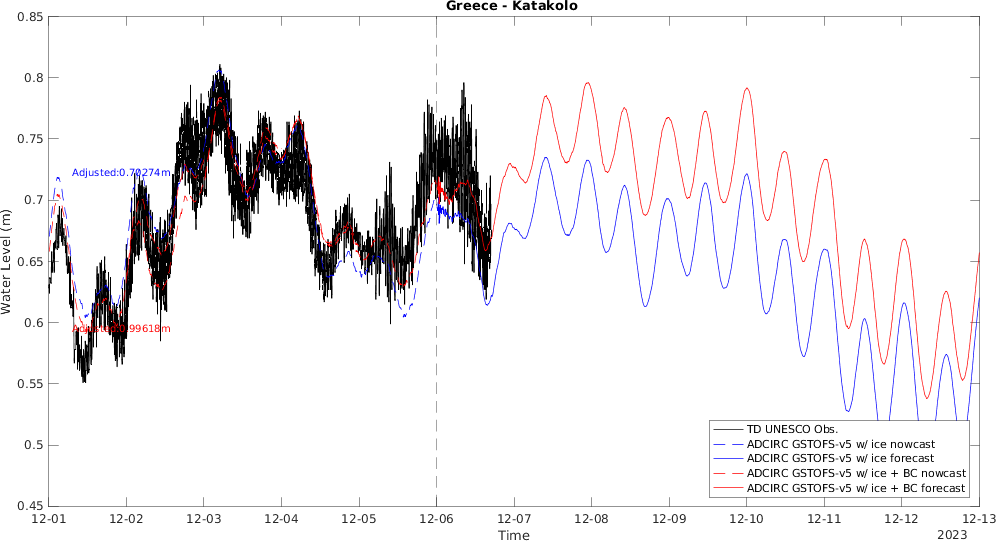 Greece - Katakolo
Water Level (m)
0.85
0.8
0.75
0.7
0.65
0.6
0.55
0.5
0.45
Adjusted:0.70274m
Adjusted:0.99618m
TD UNESCO Obs.
ADCIRC GSTOFS-v5 w/ ice nowcast
ADCIRC GSTOFS-v5 w/ ice forecast
ADCIRC GSTOFS-v5 w/ ice + BC nowcast
ADCIRC GSTOFS-v5 w/ ice + BC forecast
12-01 12-02 12-03 12-04 12-05 12-06 12-07 12-08 12-09 12-10 12-11 12-12 12-13
Time
2023